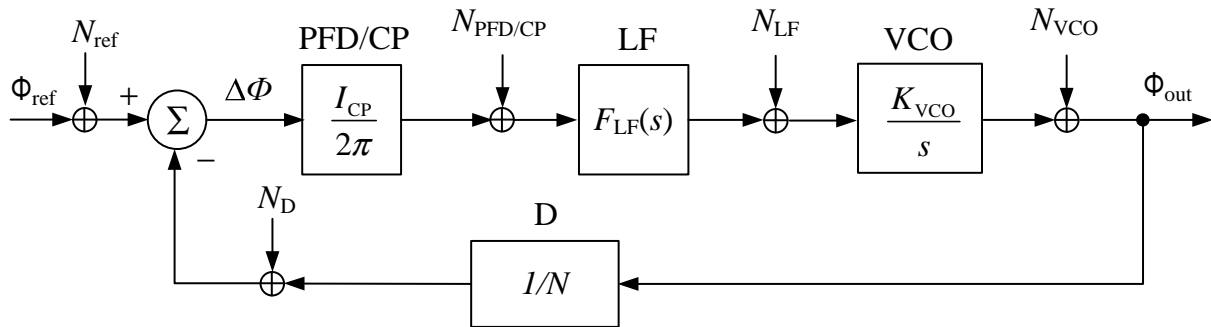 N_ref
PFD/CP
N_PFD/CP
LF
N_LF
VCO
N_VCO
Φ_ref
+
Σ
ΔΦ
I_CP
2π
F_LF(s)
K_VCO
s
Φ_out
−
N_D
D
1/N